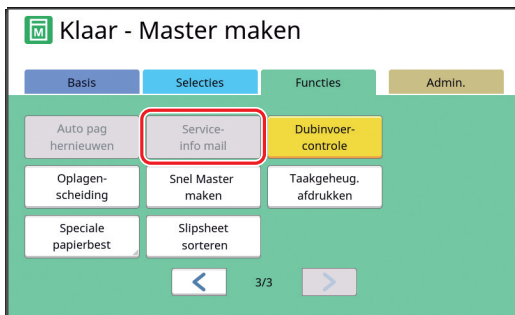 M
Klaar - Master maken
Basis
Selecties
Functies
Admin.
Auto pag
hernieuwen
Service-
info mail
Dubinvoer-
controle
Oplagen-
scheiding
Snel Master
maken
Taakgeheug.
afdrukken
Speciale
papierbest
Slipsheet
sorteren
3/3